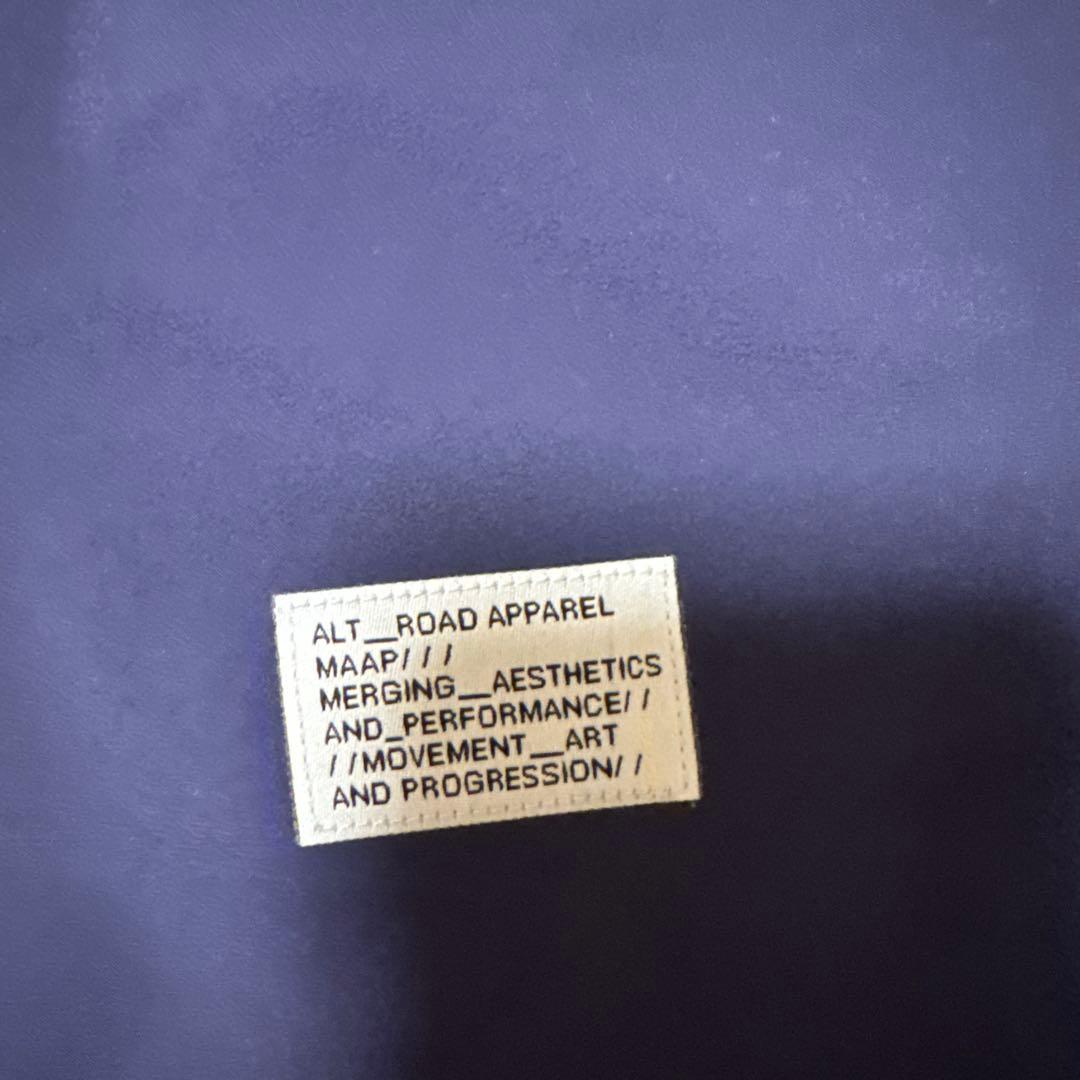 ALT__ROAD APPAREL
MAAP///
MERGING__AESTHETICS
AND_PERFORMANCE//
//MOVEMENT__ART
AND PROGRESSION//